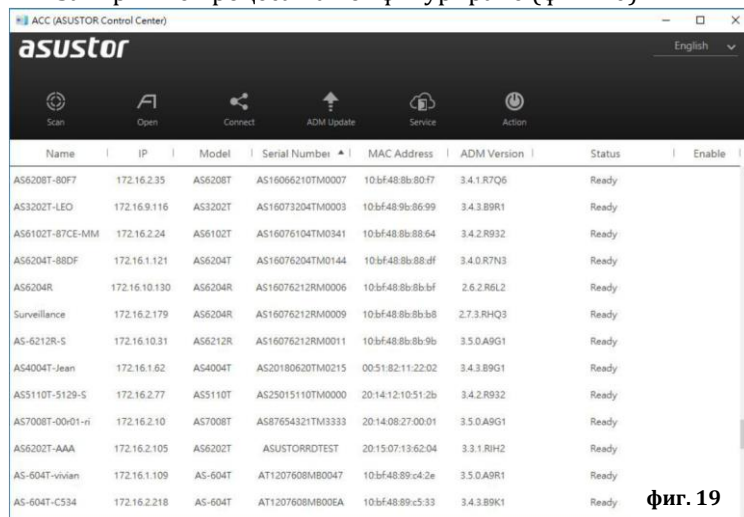 ACC (ASUSTOR Control Center)
asustor
English
Scan Open Connect ADM Update Service Action
Name IP Model Serial Number MAC Address ADM Version Status Enable
AS6208T-80F7 172.16.2.35 AS6208T AS16066210TM0007 10:bf:48:8b:80:f7 3.4.1.R7Q6 Ready
AS3202T-LEO 172.16.9.116 AS3202T AS16073204TM0003 10:bf:48:9b:86:99 3.4.3.B9R1 Ready
AS6102T-87CE-MM 172.16.2.24 AS6102T AS16076104TM0341 10:bf:48:8b:88:64 3.4.2.R932 Ready
AS6204T-88DF 172.16.1.121 AS6204T AS16076204TM0144 10:bf:48:8b:88:df 3.4.0.R7N3 Ready
AS6204R 172.16.10.130 AS6204R AS16076212RM0006 10:bf:48:8b:8b:bf 2.6.2.R6L2 Ready
Surveillance 172.16.2.179 AS6204R AS16076212RM0009 10:bf:48:8b:8b:b8 2.7.3.RHQ3 Ready
AS-6212R-S 172.16.10.31 AS6212R AS16076212RM0011 10:bf:48:8b:8b:9b 3.5.0.A9G1 Ready
AS4004T-Jean 172.16.1.62 AS4004T AS20180620TM0215 00:51:82:11:22:02 3.4.3.B9G1 Ready
AS5110T-5129-S 172.16.2.77 AS5110T AS25015110TM0000 20:14:12:10:51:2b 3.4.2.R932 Ready
AS7008T-00r01-ri 172.16.2.10 AS7008T AS87654321TM3333 20:14:08:27:00:01 3.5.0.A9G1 Ready
AS6202T-AAA 172.16.2.105 AS6202T ASUSTORRDTEST 20:15:07:13:62:04 3.3.1.RIH2 Ready
AS-604T-vivian 172.16.1.109 AS-604T AT1207608MB0047 10:bf:48:89:c4:2e 3.5.0.A9R1 Ready
AS-604T-C534 172.16.2.218 AS-604T AT1207608MB00EA 10:bf:48:89:c5:33 3.4.3.B9K1 Ready
фиг. 19